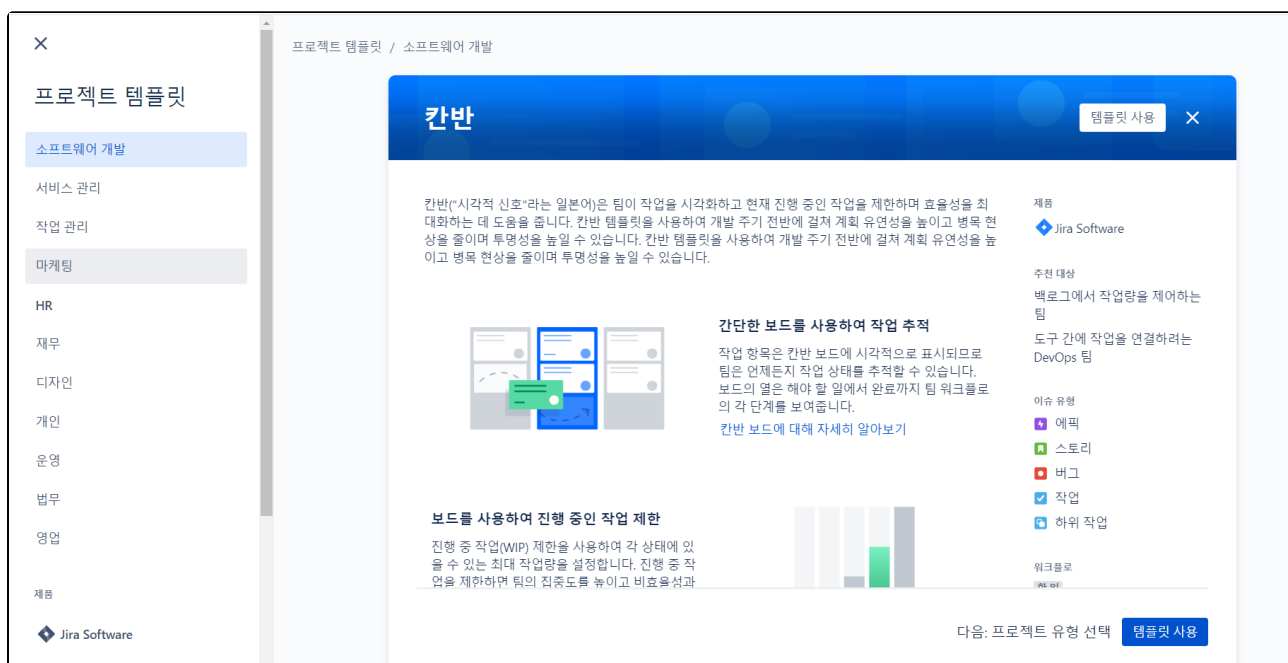 프로젝트 템플릿 / 소프트웨어 개발
프로젝트 템플릿
소프트웨어 개발
서비스 관리
작업 관리
마케팅
HR
재무
디자인
개인
운영
법무
영업
제품
Jira Software
칸반
템플릿 사용
칸반("시각적 신호"라는 일본어)은 팀이 작업을 시각화하고 현재 진행 중인 작업을 제한하며 효율성을 최
대화하는 데 도움을 줍니다. 칸반 템플릿을 사용하여 개발 주기 전반에 걸쳐 계획 유연성을 높이고 병목 현
상을 줄이며 투명성을 높일 수 있습니다. 칸반 템플릿을 사용하여 개발 주기 전반에 걸쳐 계획 유연성을 높
이고 병목 현상을 줄이며 투명성을 높일 수 있습니다.
간단한 보드를 사용하여 작업 추적
작업 항목은 칸반 보드에 시각적으로 표시되므로
팀은 언제든지 작업 상태를 추적할 수 있습니다.
보드의 열은 해야 할 일에서 완료까지 팀 워크플로
의 각 단계를 보여줍니다.
칸반 보드에 대해 자세히 알아보기
보드를 사용하여 진행 중인 작업 제한
진행 중 작업(WIP) 제한을 사용하여 각 상태에 있
을 수 있는 최대 작업량을 설정합니다. 진행 중 작
업을 제한하면 팀의 집중도를 높이고 비효율성과
제품
Jira Software
추천 대상
백로그에서 작업량을 제어하는
팀
도구 간에 작업을 연결하려는
DevOps 팀
이슈 유형
에픽
스토리
버그
작업
하위 작업
워크플로
다음: 프로젝트 유형 선택
템플릿 사용